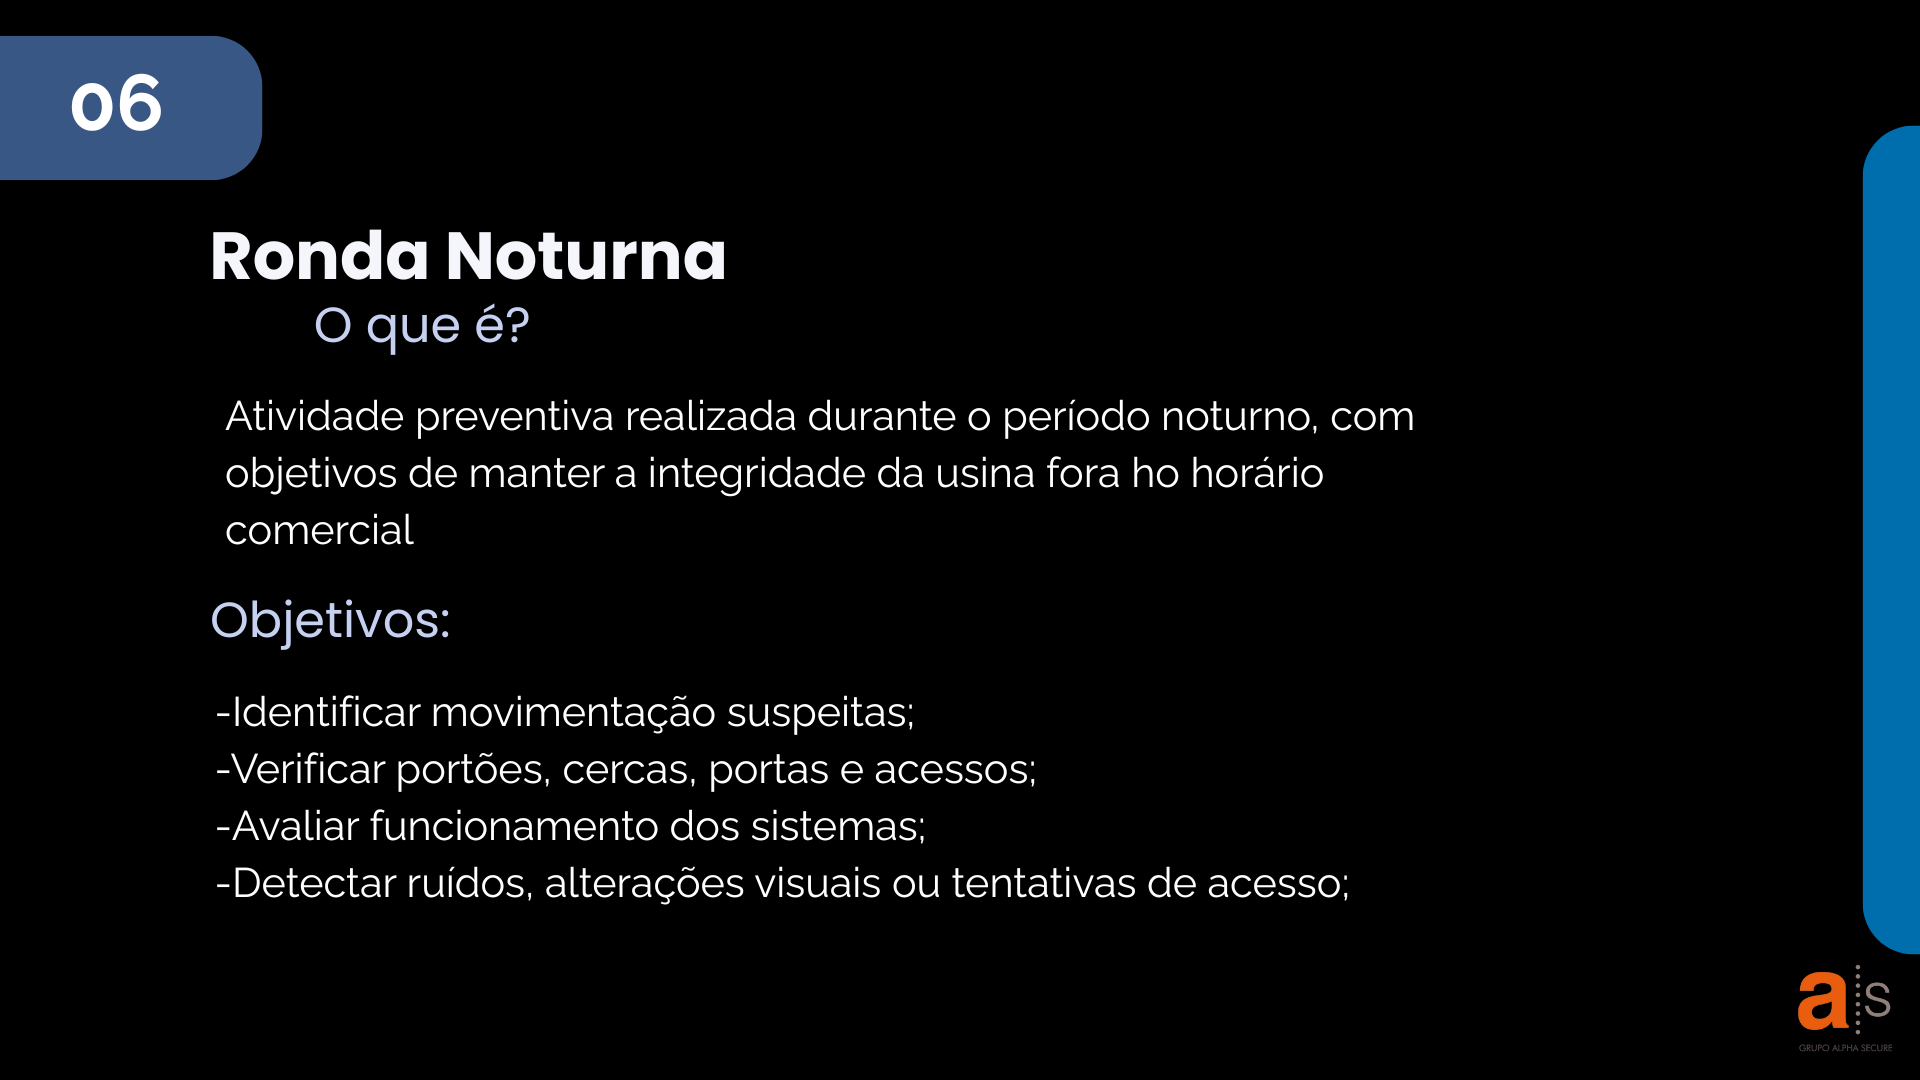 06
Ronda Noturna
O que é?
Atividade preventiva realizada durante o período noturno, com
objetivos de manter a integridade da usina fora ho horário
comercial
Objetivos:
-Identificar movimentação suspeitas;
-Verificar portões, cercas, portas e acessos;
-Avaliar funcionamento dos sistemas;
-Detectar ruídos, alterações visuais ou tentativas de acesso;
a s
GRUPO ALPHA SECURE